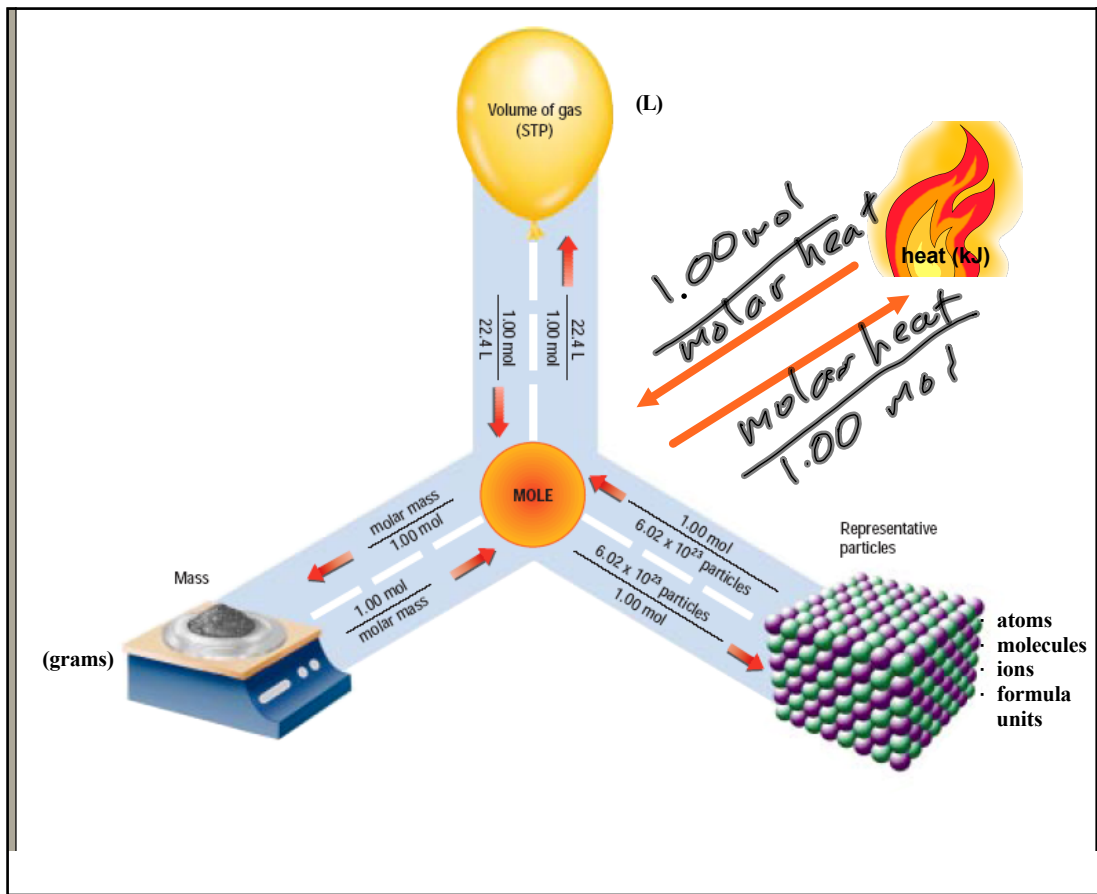 Volume of gas
(STP)
(L)
heat (kJ)
1.00 mol
molar heat
molar heat
1.00 mol
1.00 mol
22.4 L
22.4 L
1.00 mol
MOLE
molar mass
1.00 mol
1.00 mol
molar mass
1.00 mol
6.02 x 10²³ particles
6.02 x 10²³ particles
1.00 mol
Mass
(grams)
Representative
particles
· atoms
· molecules
· ions
· formula
units